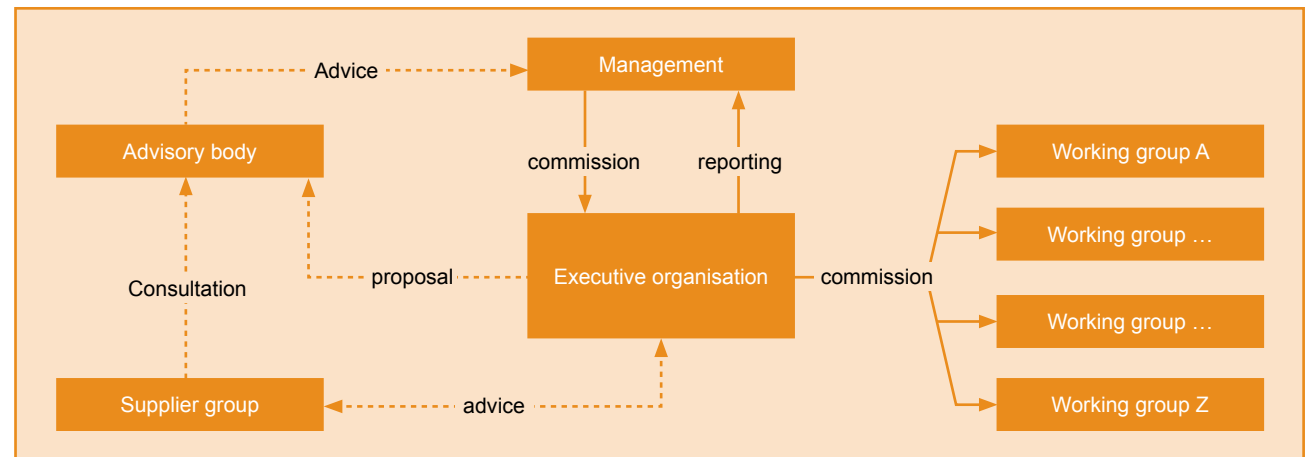 Management
Advice
Advisory body
commission
reporting
Working group A
Working group …
Executive organisation
proposal
commission
Consultation
Working group …
Supplier group
advice
Working group Z